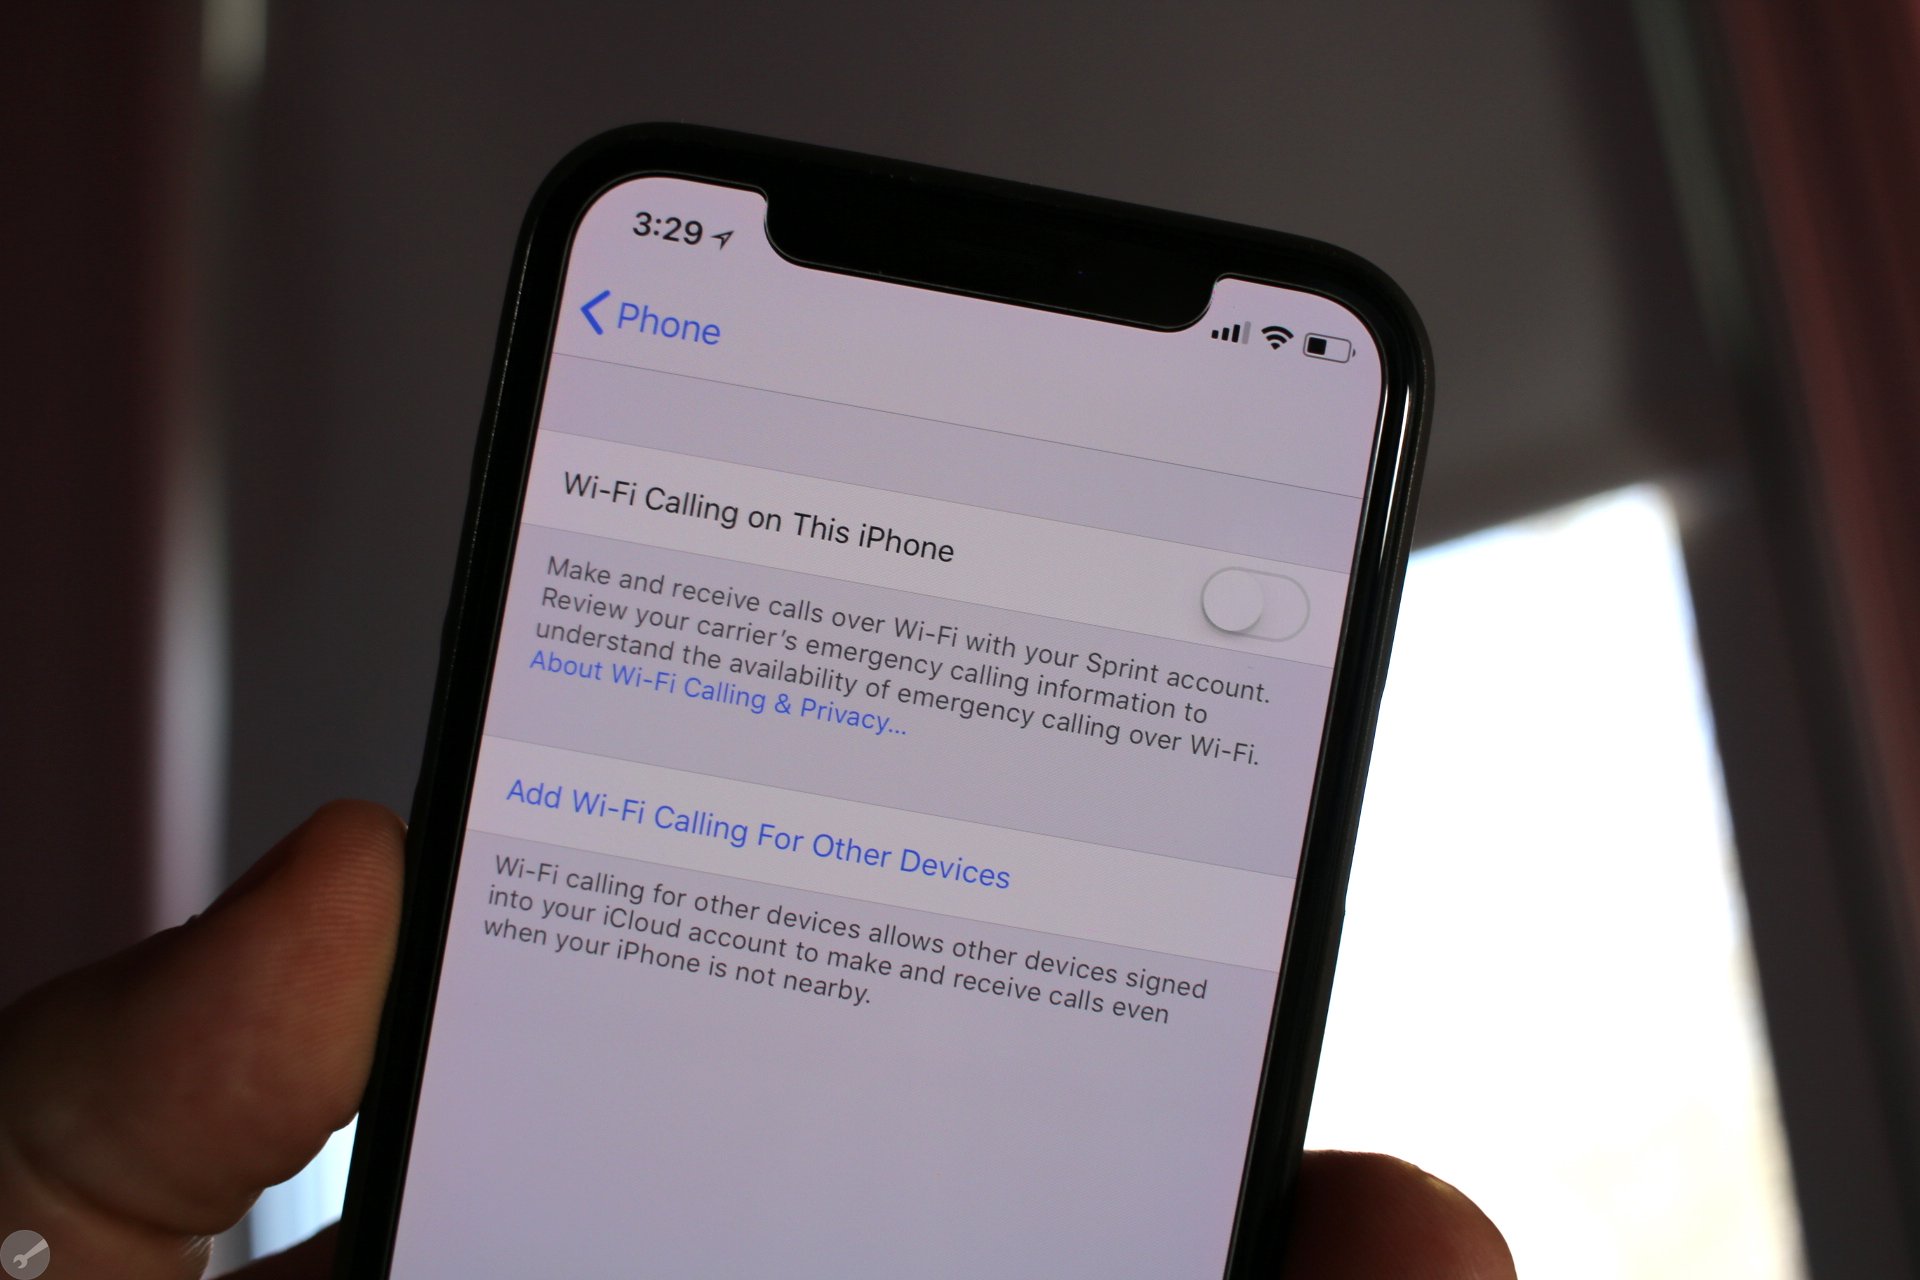 3:29
Phone
Wi-Fi Calling on This iPhone
Make and receive calls over Wi-Fi with your Sprint account.
Review your carrier's emergency calling information to
understand the availability of emergency calling over Wi-Fi.
About Wi-Fi Calling & Privacy...
Add Wi-Fi Calling For Other Devices
Wi-Fi calling for other devices allows other devices signed
into your iCloud account to make and receive calls even
when your iPhone is not nearby.